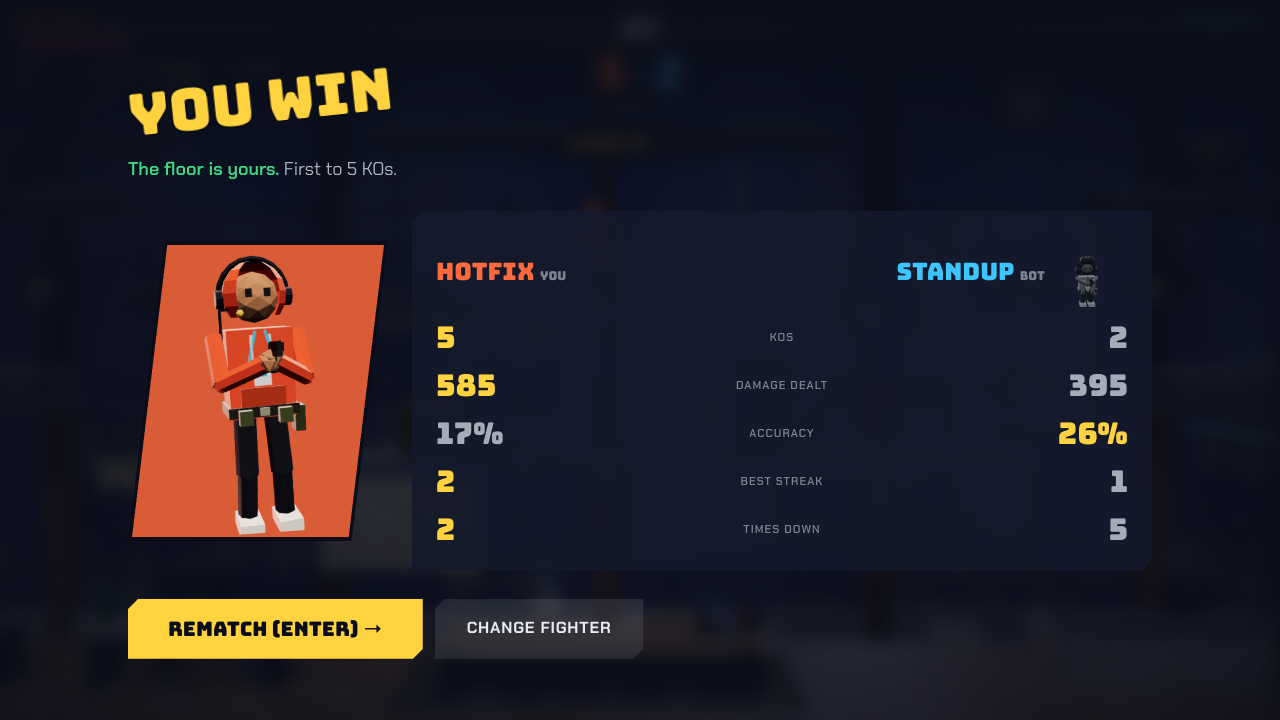 YOU WIN
The floor is yours. First to 5 KOs.
HOTFIX YOU STANDUP BOT
5 KOS 2
585 DAMAGE DEALT 395
17% ACCURACY 26%
2 BEST STREAK 1
2 TIMES DOWN 5
REMATCH (ENTER) → CHANGE FIGHTER